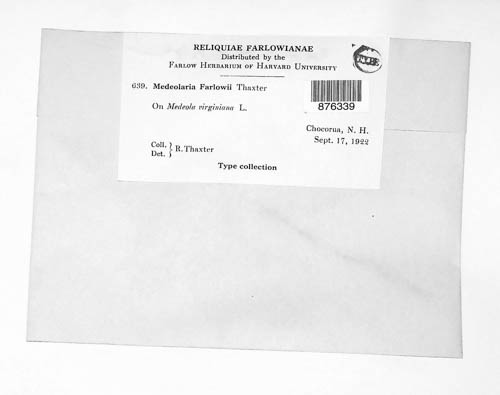 RELIQUIAE FARLOWIANAE
Distributed by the
FARLOW HERBARIUM OF HARVARD UNIVERSITY
639. Medeolaria Farlowii Thaxter
On Medeola virginiana L.
876339
Chocorua, N. H.
Sept. 17, 1922
Coll. }
Det. } R. Thaxter
Type collection